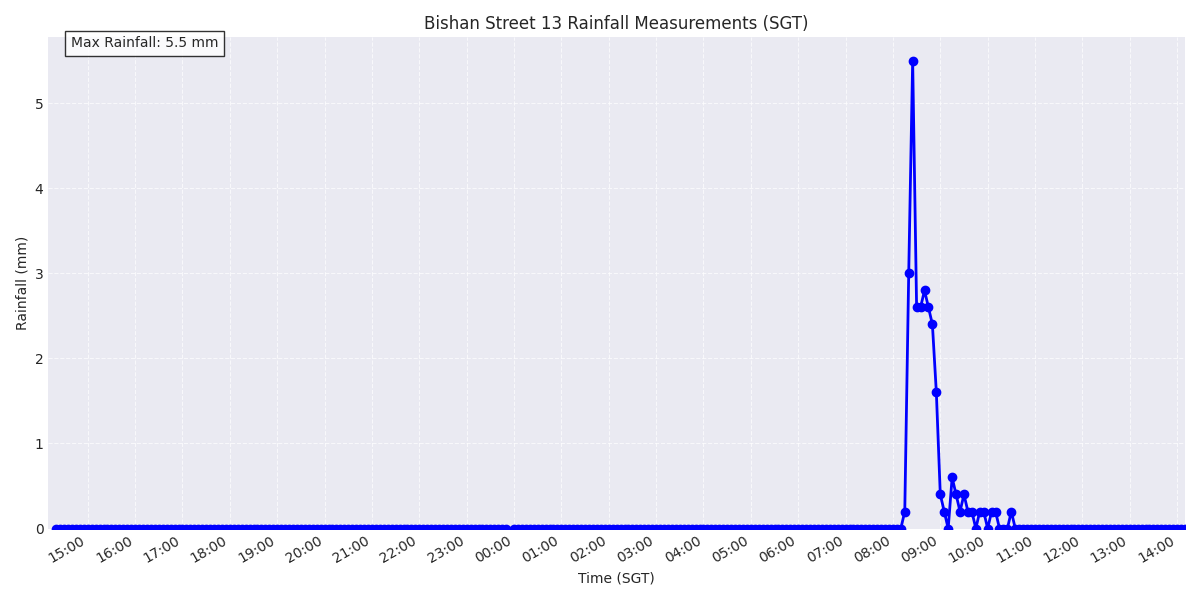 Bishan Street 13 Rainfall Measurements (SGT)
Max Rainfall: 5.5 mm
Rainfall (mm)
5
4
3
2
1
0
15:00 16:00 17:00 18:00 19:00 20:00 21:00 22:00 23:00 00:00 01:00 02:00 03:00 04:00 05:00 06:00 07:00 08:00 09:00 10:00 11:00 12:00 13:00 14:00
Time (SGT)